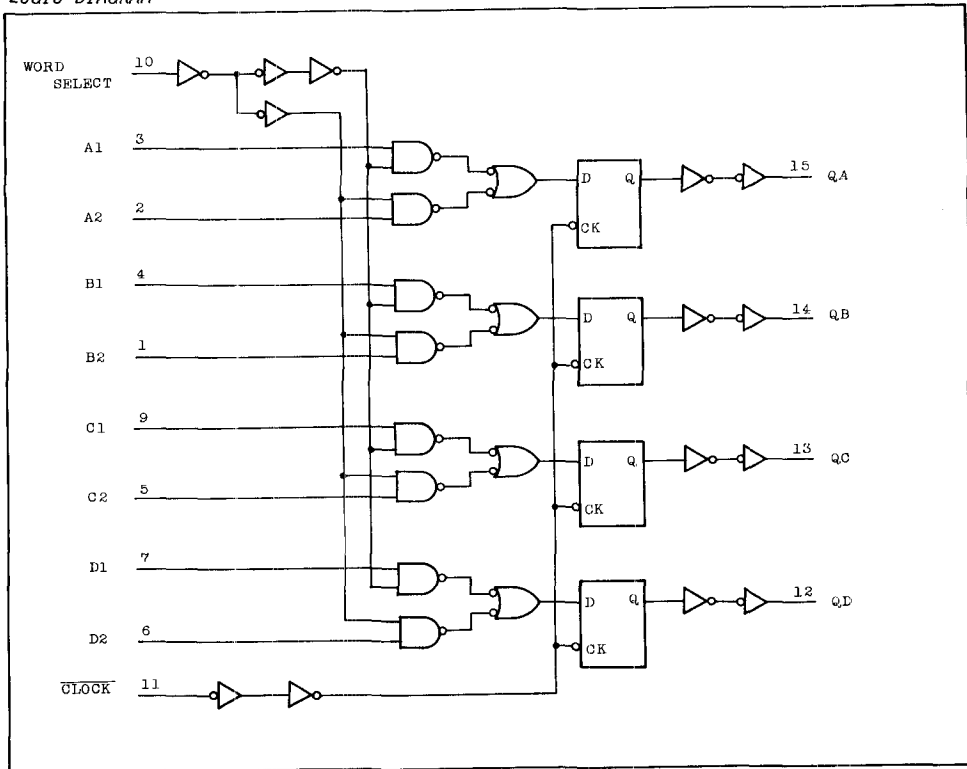 LOGIC DIAGRAM
WORD SELECT 10
A1 3
A2 2
D Q 15 QA
CK
B1 4
B2 1
D Q 14 QB
CK
C1 9
C2 5
D Q 13 QC
CK
D1 7
D2 6
D Q 12 QD
CK
CLOCK 11